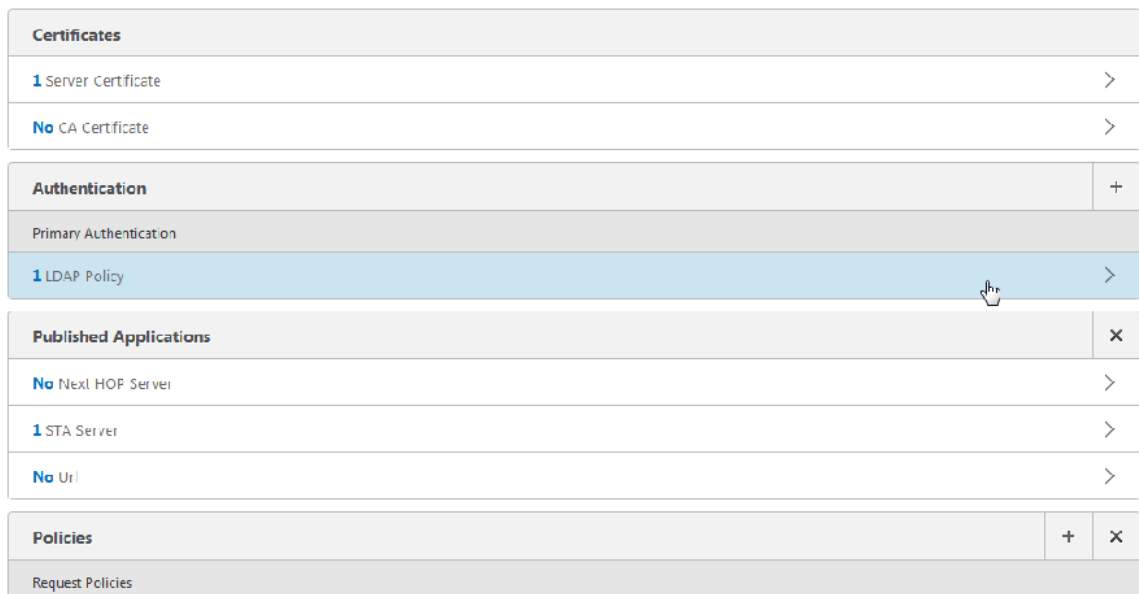 Certificates
1 Server Certificate
No CA Certificate
Authentication
+
Primary Authentication
1 LDAP Policy
Published Applications
×
No Next HOP Server
1 STA Server
No Url
Policies
+ ×
Request Policies